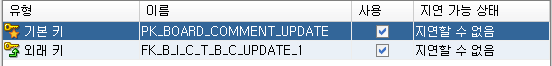 유형 이름 사용 지연 가능 상태
기본 키 PK_BOARD_COMMENT_UPDATE 지연할 수 없음
외래 키 FK_B_I_C_T_B_C_UPDATE_1 지연할 수 없음